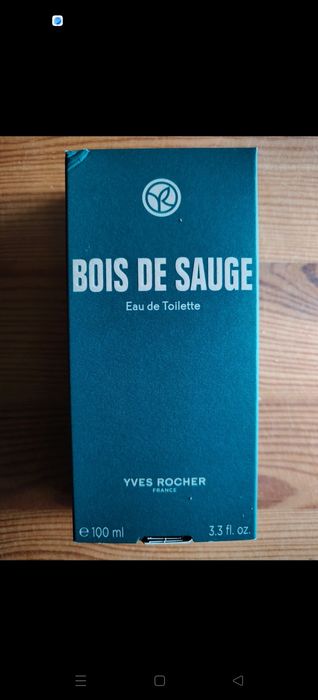 BOIS DE SAUGE
Eau de Toilette
YVES ROCHER
FRANCE
℮ 100 ml 3.3 fl. oz.